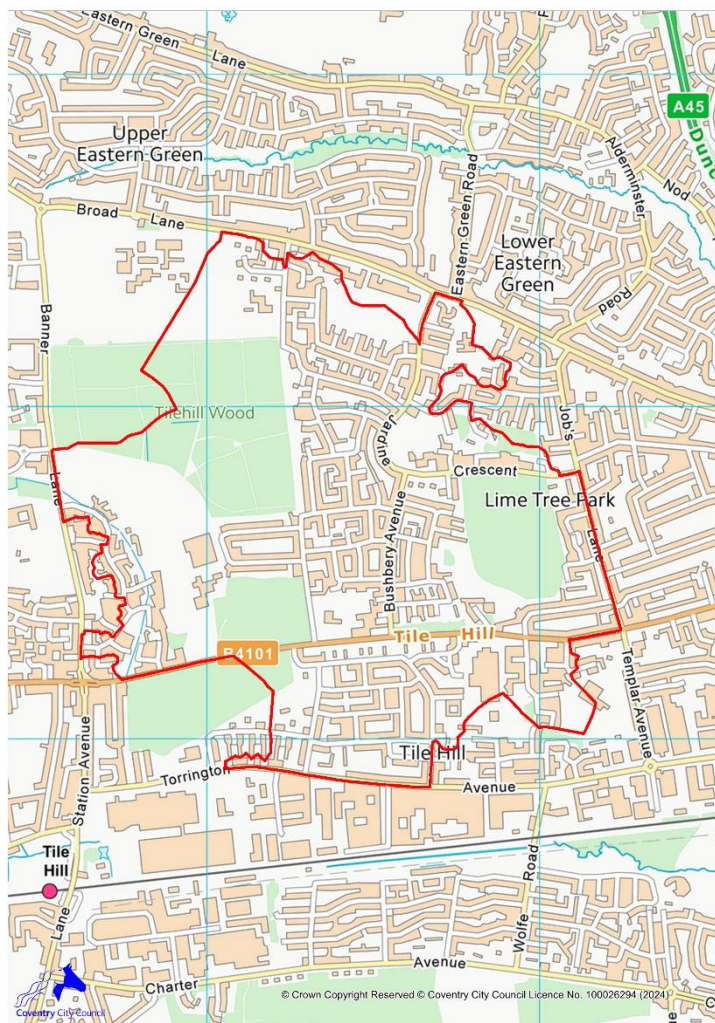 Eastern Green
Lane
A45
Dunc
Upper
Eastern Green
Alderminster
Nod
Road
Broad Lane
Eastern Green Road
Lower
Eastern
Green
Banner
Lane
Tilehill Wood
Jardine
Crescent
Job's
Lane
Lime Tree Park
Bushbery Avenue
B4101
Tile Hill
Templar Avenue
Tile Hill
Station Avenue
Torrington
Avenue
Tile
Hill
Lane
Wolfe Road
Charter
Avenue
Coventry City Council
© Crown Copyright Reserved © Coventry City Council Licence No. 100026294 (2024)